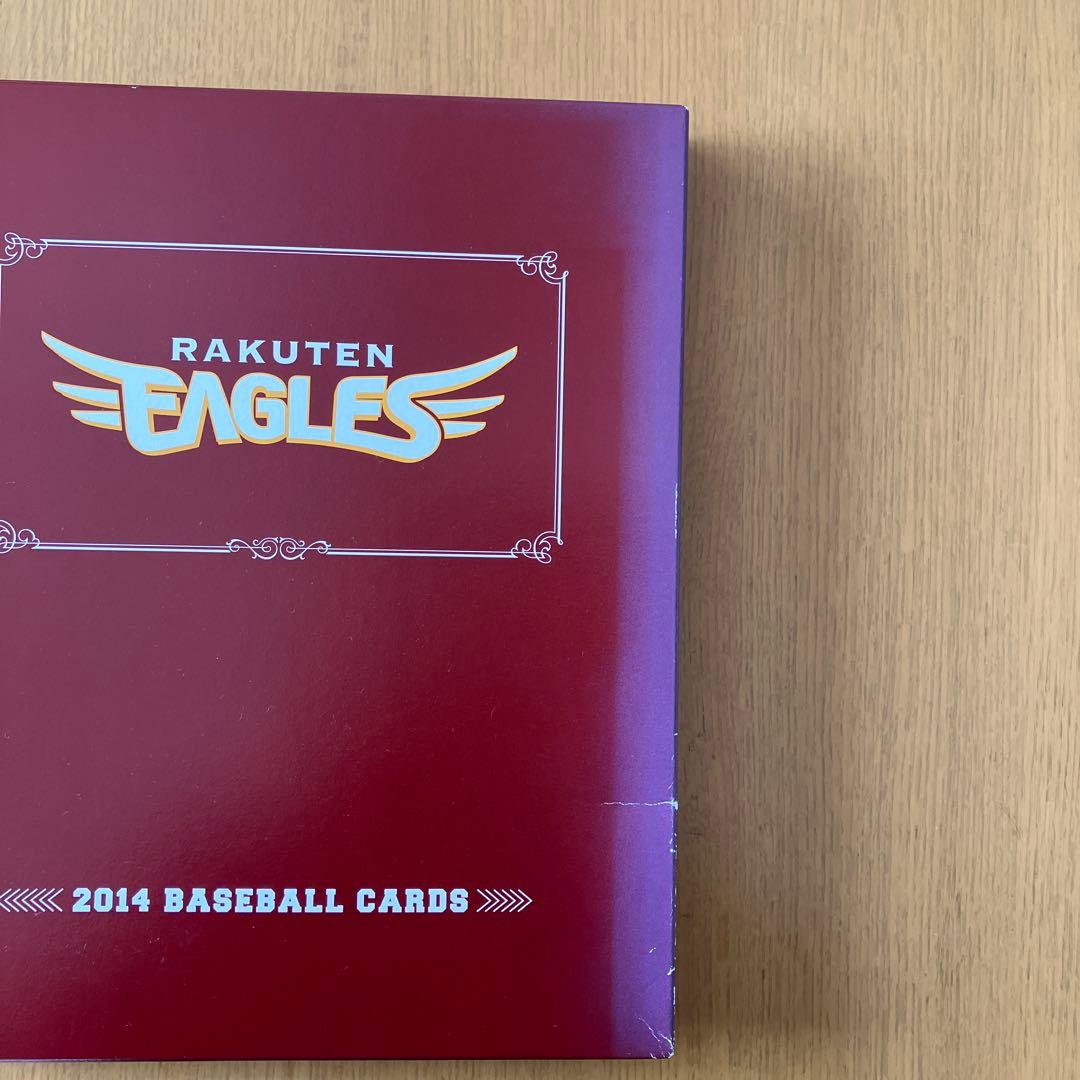 RAKUTEN
EAGLES
2014 BASEBALL CARDS